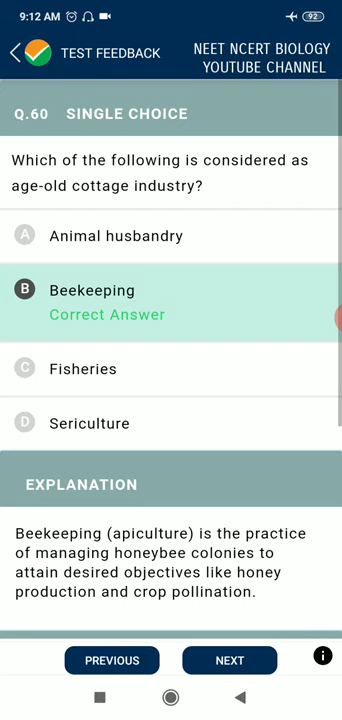 9:12 AM
92
TEST FEEDBACK
NEET NCERT BIOLOGY
YOUTUBE CHANNEL
Q.60 SINGLE CHOICE
Which of the following is considered as
age-old cottage industry?
A Animal husbandry
B Beekeeping
Correct Answer
C Fisheries
D Sericulture
EXPLANATION
Beekeeping (apiculture) is the practice
of managing honeybee colonies to
attain desired objectives like honey
production and crop pollination.
PREVIOUS
NEXT
i